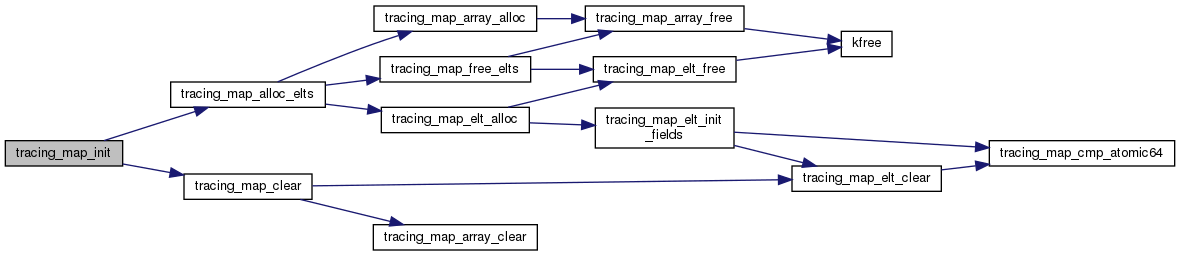 tracing_map_array_alloc
tracing_map_array_free
kfree
tracing_map_free_elts
tracing_map_elt_free
tracing_map_alloc_elts
tracing_map_elt_alloc
tracing_map_elt_init
_fields
tracing_map_init
tracing_map_cmp_atomic64
tracing_map_clear
tracing_map_elt_clear
tracing_map_array_clear